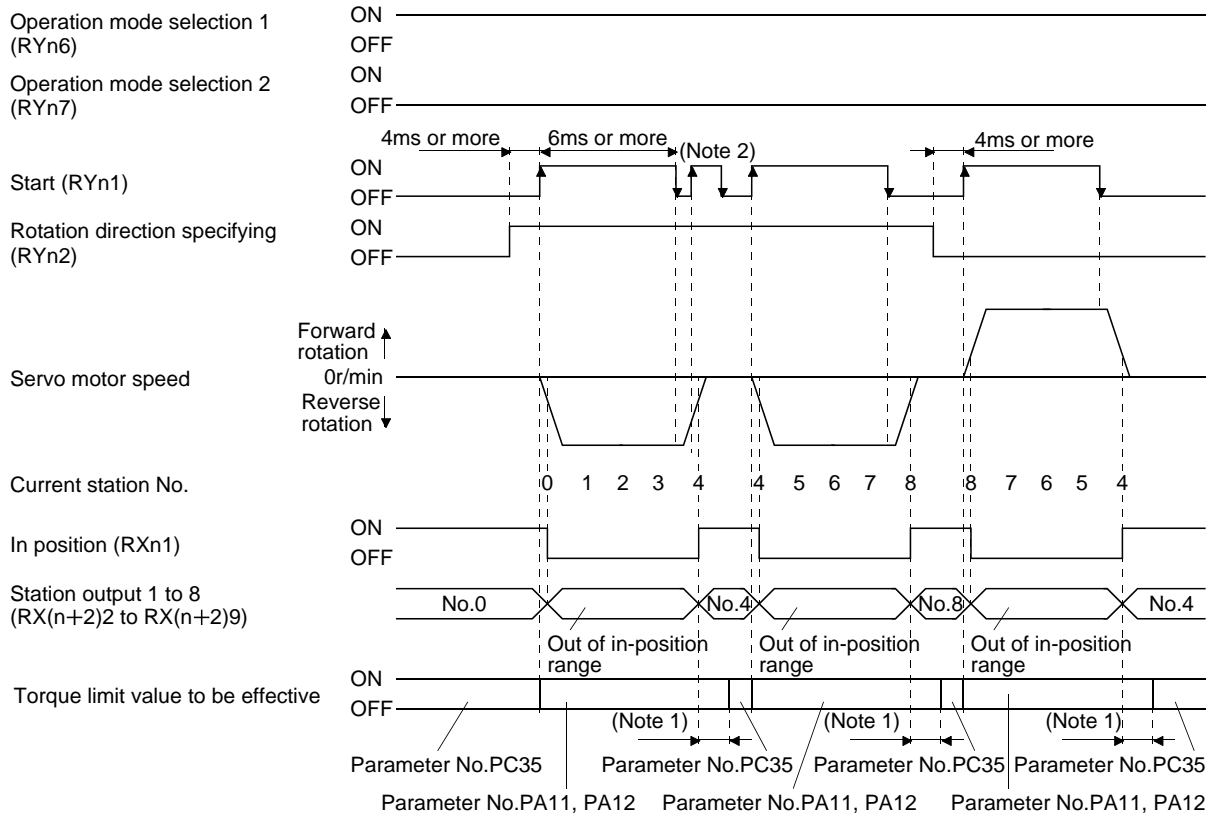 Operation mode selection 1
(RYn6)
ON
OFF
Operation mode selection 2
(RYn7)
ON
OFF
4ms or more
6ms or more
(Note 2)
4ms or more
Start (RYn1)
ON
OFF
Rotation direction specifying
(RYn2)
ON
OFF
Servo motor speed
Forward
rotation
0r/min
Reverse
rotation
Current station No.
0 1 2 3 4 4 5 6 7 8 8 7 6 5 4
In position (RXn1)
ON
OFF
Station output 1 to 8
(RX(n+2)2 to RX(n+2)9)
No.0
No.4
No.8
No.4
Out of in-position
range
Out of in-position
range
Out of in-position
range
Torque limit value to be effective
ON
OFF
(Note 1)
(Note 1)
(Note 1)
Parameter No.PC35
Parameter No.PC35
Parameter No.PC35
Parameter No.PC35
Parameter No.PA11, PA12
Parameter No.PA11, PA12
Parameter No.PA11, PA12